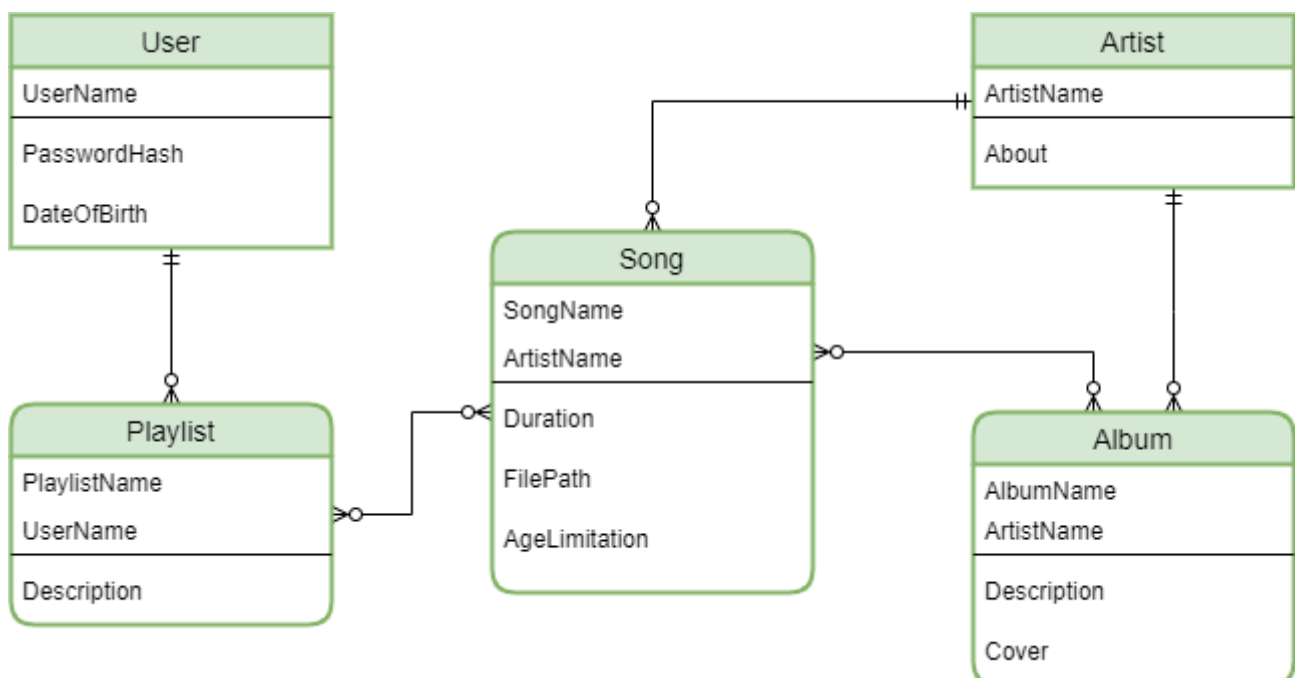 User
UserName
PasswordHash
DateOfBirth
Artist
ArtistName
About
Song
SongName
ArtistName
Duration
FilePath
AgeLimitation
Playlist
PlaylistName
UserName
Description
Album
AlbumName
ArtistName
Description
Cover